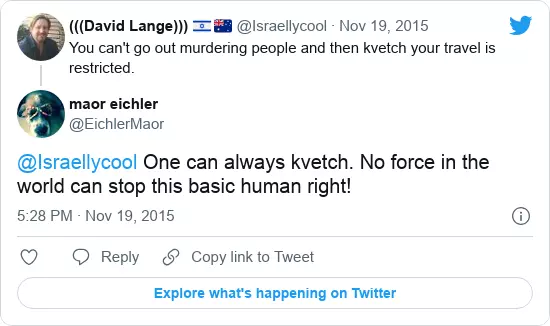 (((David Lange))) 🇮🇱 🇦🇺 @Israellycool · Nov 19, 2015
You can't go out murdering people and then kvetch your travel is
restricted.
maor eichler
@EichlerMaor
@Israellycool One can always kvetch. No force in the
world can stop this basic human right!
5:28 PM · Nov 19, 2015
Reply
Copy link to Tweet
Explore what's happening on Twitter